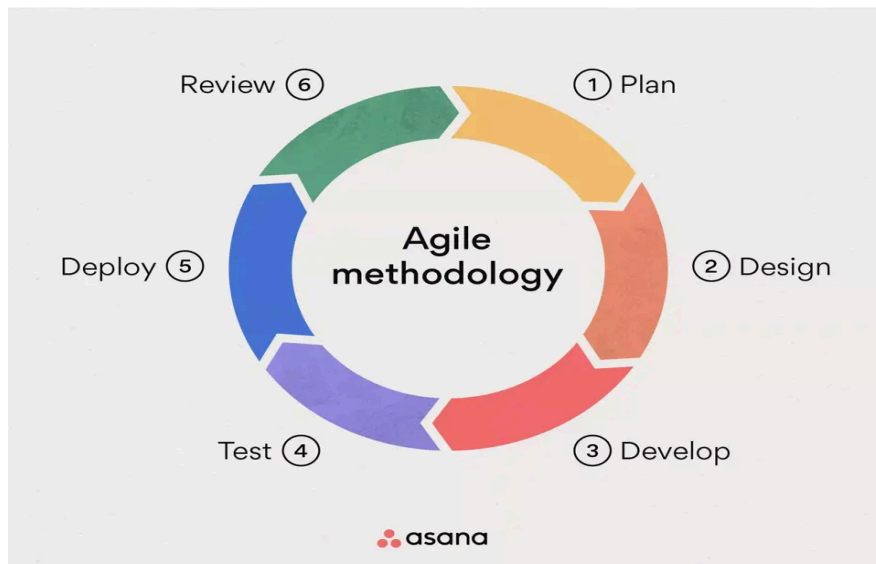 Review 6
1 Plan
Agile
methodology
Deploy 5
2 Design
Test 4
3 Develop
asana